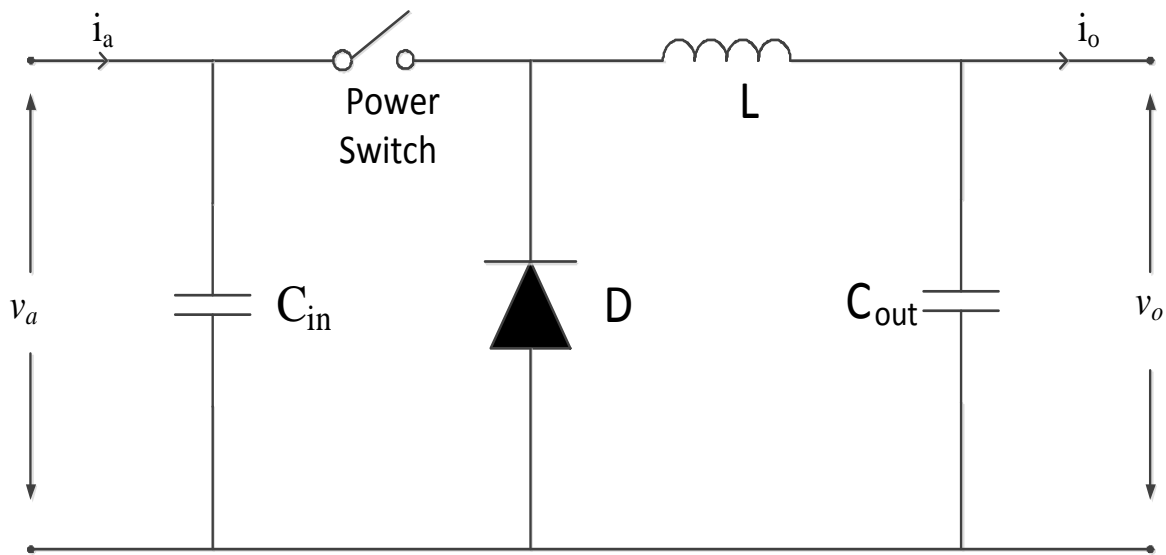 iₐ
iₒ
Power
Switch
L
vₐ
Cᵢₙ
D
Cₒᵤₜ
vₒ